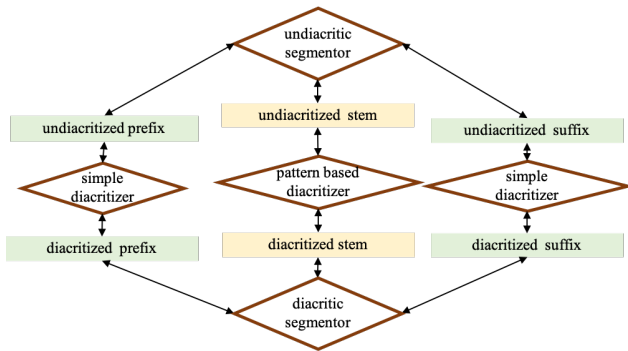 undiacritic
segmentor
undiacritized prefix
undiacritized stem
undiacritized suffix
simple
diacritizer
pattern based
diacritizer
simple
diacritizer
diacritized prefix
diacritized stem
diacritized suffix
diacritic
segmentor